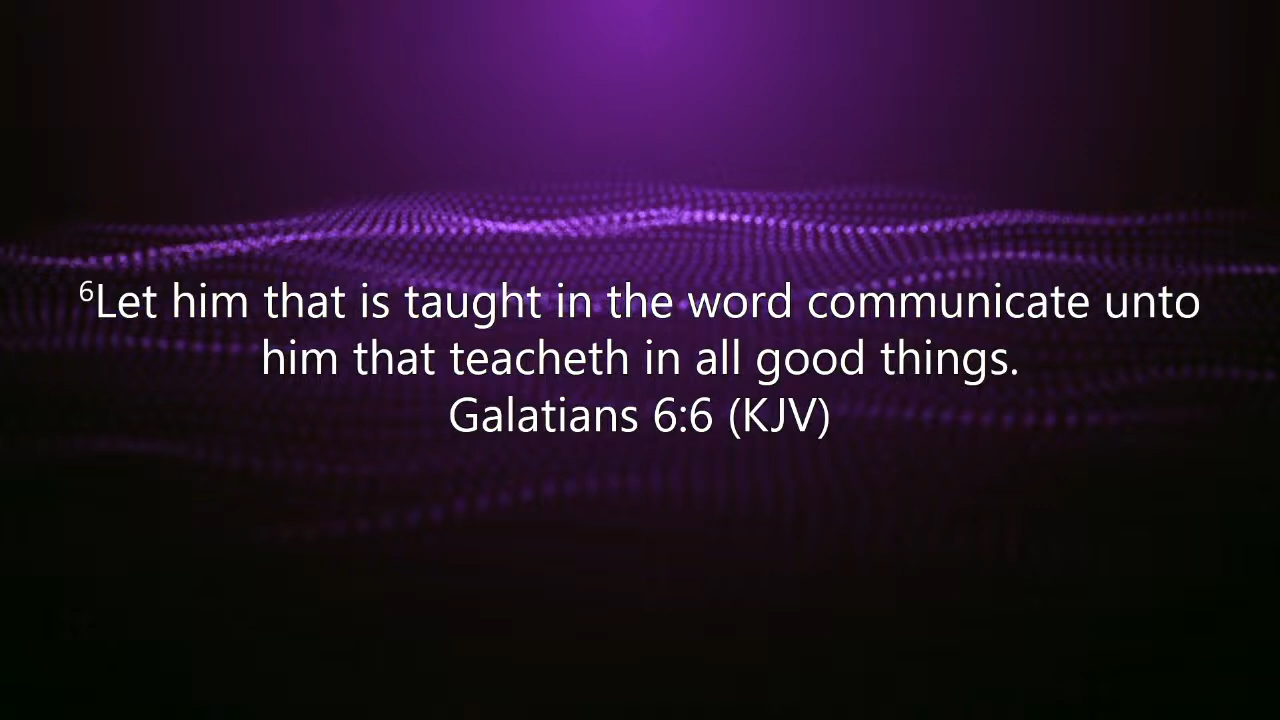 ⁶Let him that is taught in the word communicate unto
him that teacheth in all good things.
Galatians 6:6 (KJV)